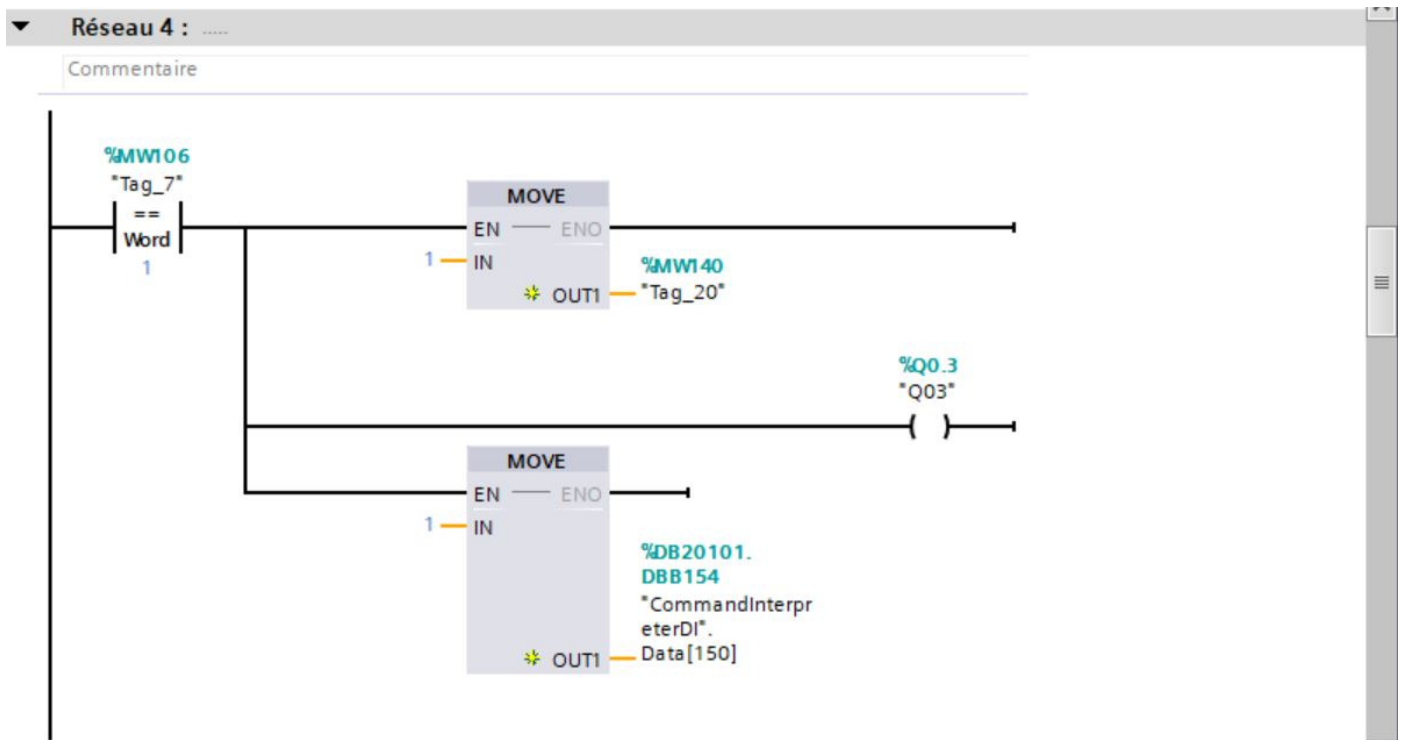 Réseau 4 : .....
Commentaire
%MW106
"Tag_7"
==
Word
1
MOVE
EN ENO
1 IN
%MW140
OUT1 "Tag_20"
%Q0.3
"Q03"
( )
MOVE
EN ENO
1 IN
%DB20101.
DBB154
"CommandInterpr
eterDI".
OUT1 Data[150]